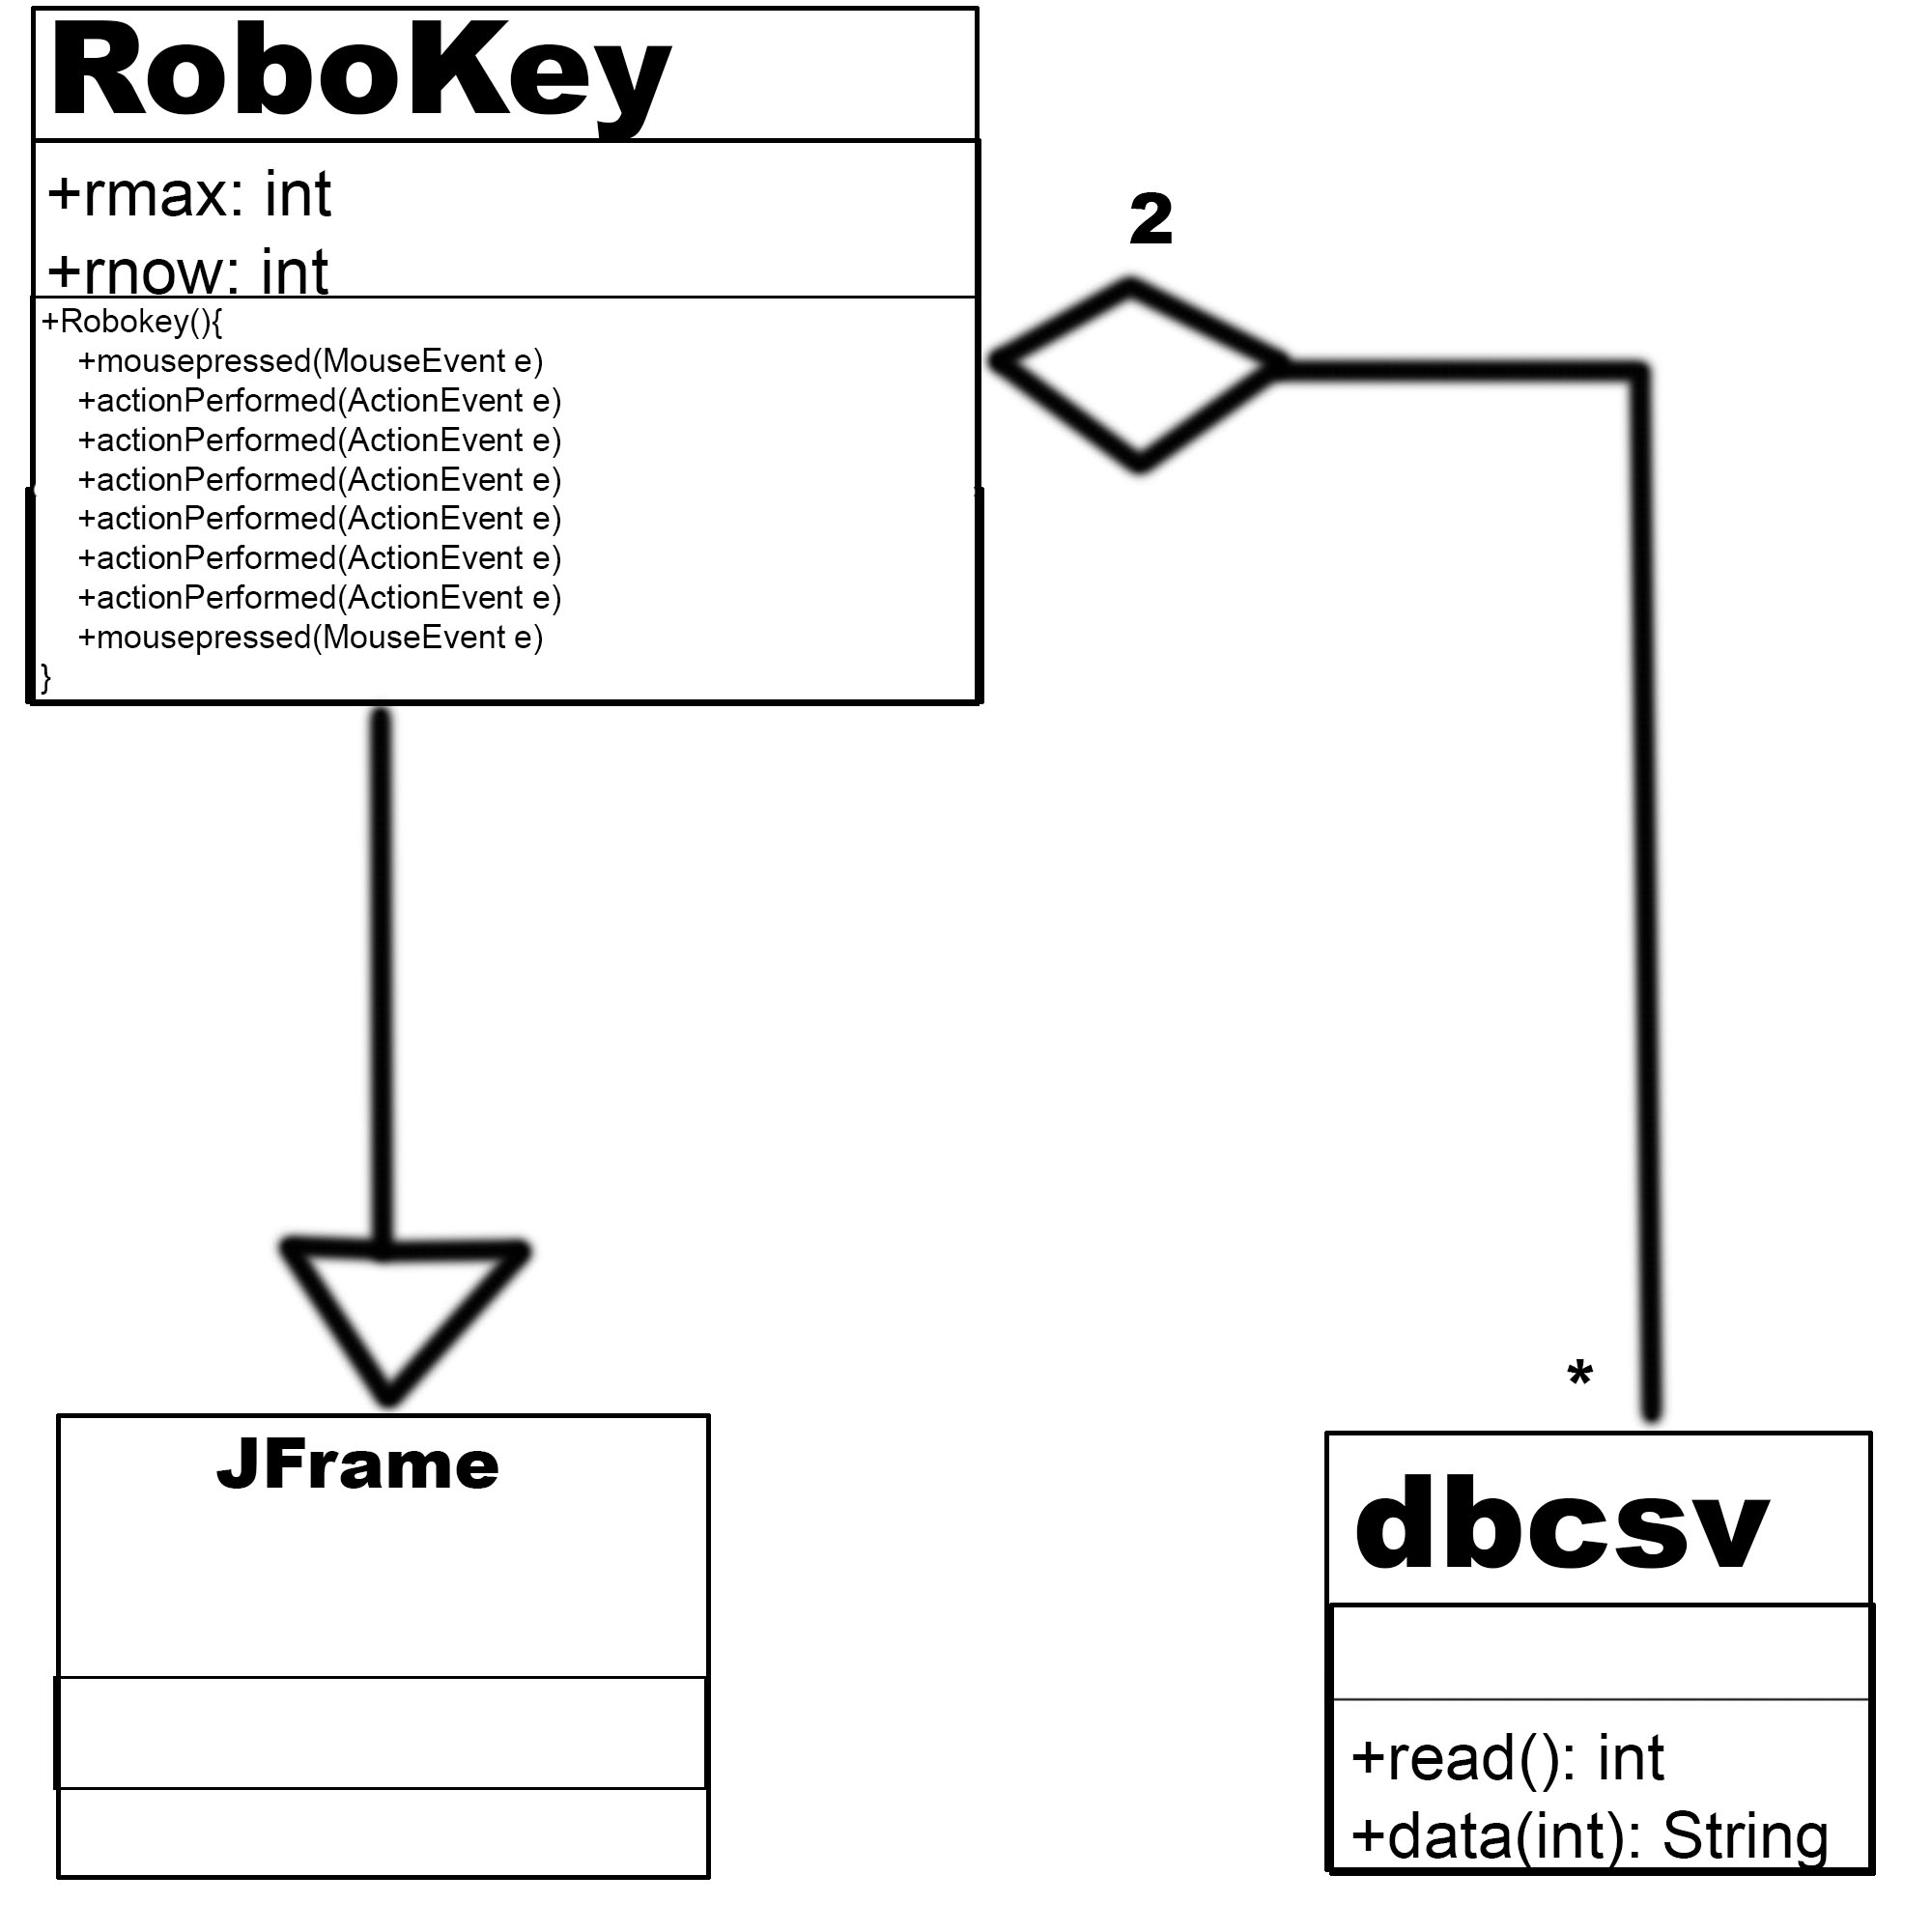 RoboKey
+rmax: int
+rnow: int
+Robokey(){
+mousepressed(MouseEvent e)
+actionPerformed(ActionEvent e)
+actionPerformed(ActionEvent e)
+actionPerformed(ActionEvent e)
+actionPerformed(ActionEvent e)
+actionPerformed(ActionEvent e)
+actionPerformed(ActionEvent e)
+mousepressed(MouseEvent e)
}
2
*
JFrame
dbcsv
+read(): int
+data(int): String